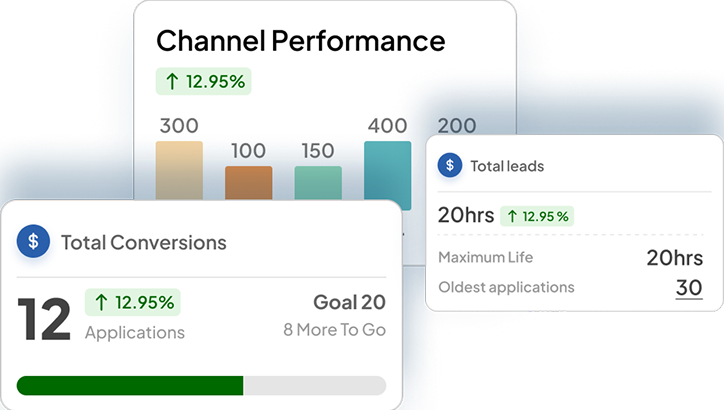 Channel Performance
↑ 12.95%
300
100
150
400
200
$ Total leads
20hrs ↑ 12.95 %
Maximum Life 20hrs
Oldest applications 30
$ Total Conversions
12 ↑ 12.95% Goal 20
Applications 8 More To Go